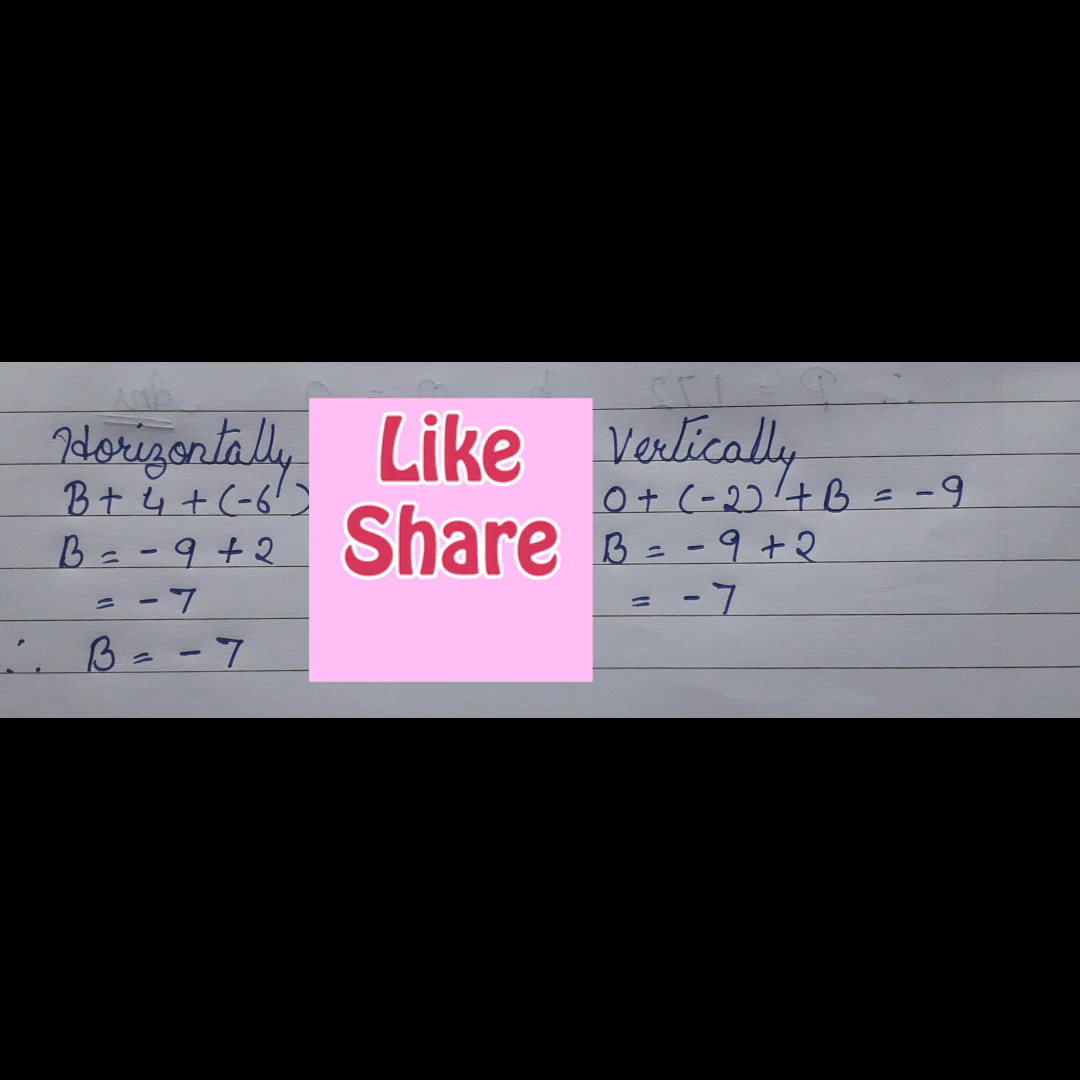 Horizontally
B + 4 + (-6)
B = - 9 + 2
= - 7
∴ B = - 7
Like
Share
Vertically
0 + (-2) + B = -9
B = - 9 + 2
= - 7